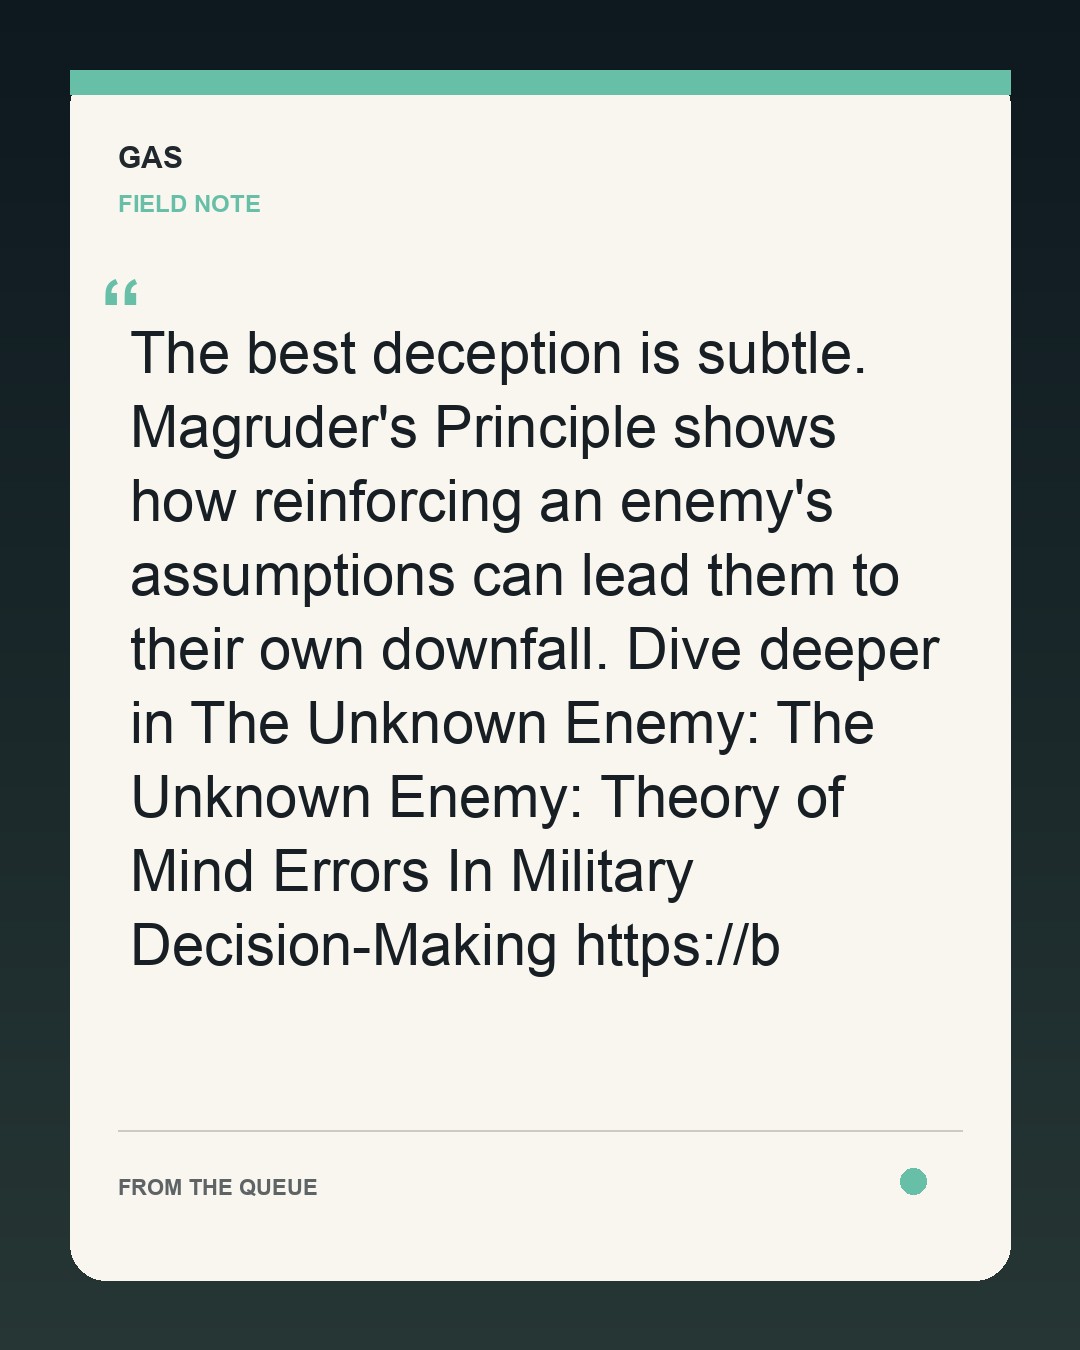 GAS
FIELD NOTE
“
The best deception is subtle.
Magruder's Principle shows
how reinforcing an enemy's
assumptions can lead them to
their own downfall. Dive deeper
in The Unknown Enemy: The
Unknown Enemy: Theory of
Mind Errors In Military
Decision-Making https://b
FROM THE QUEUE